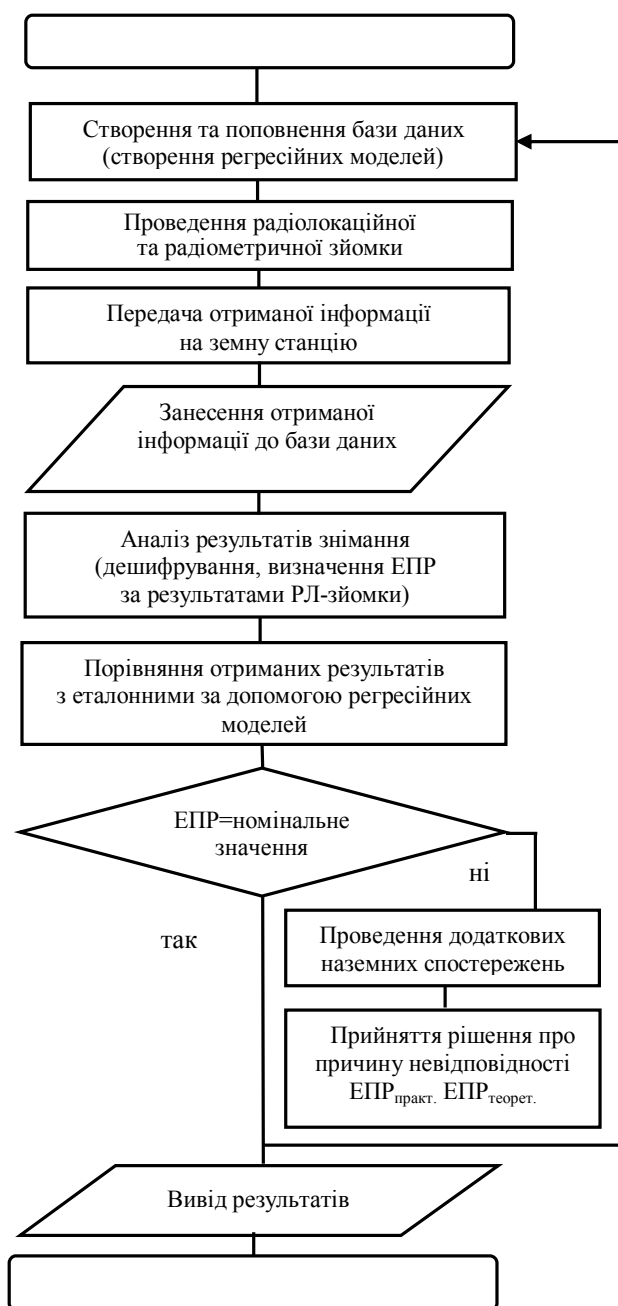 Створення та поповнення бази даних
(створення регресійних моделей)
Проведення радіолокаційної
та радіометричної зйомки
Передача отриманої інформації
на земну станцію
Занесення отриманої
інформації до бази даних
Аналіз результатів знімання
(дешифрування, визначення ЕПР
за результатами РЛ-зйомки)
Порівняння отриманих результатів
з еталонними за допомогою регресійних
моделей
ЕПР=номінальне
значення
ні
так
Проведення додаткових
наземних спостережень
Прийняття рішення про
причину невідповідності
ЕПРпракт. ЕПРтеорет.
Вивід результатів